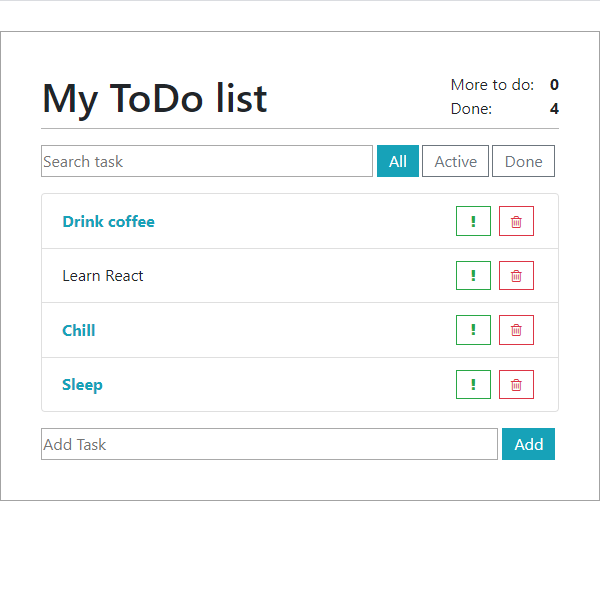 My ToDo list
More to do: 0
Done: 4
Search task
All Active Done
Drink coffee
!
Learn React
!
Chill
!
Sleep
!
Add Task
Add